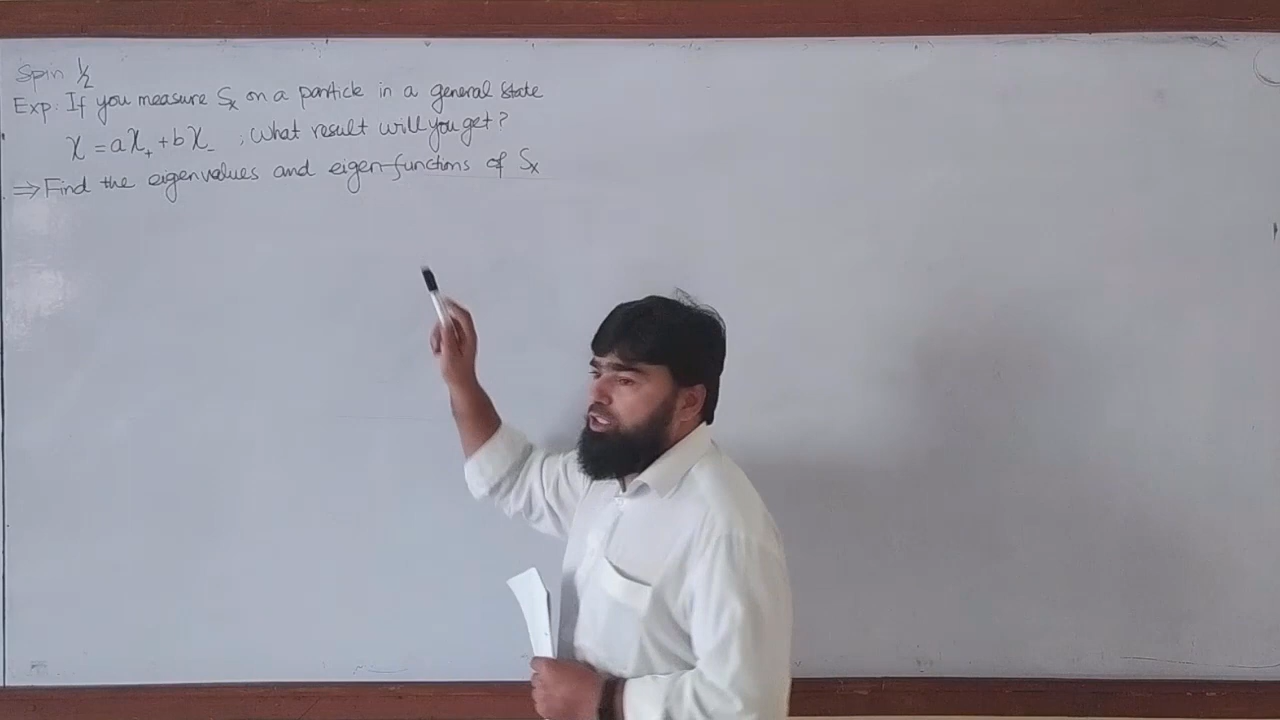 Spin 1/2
Exp. If you measure Sx on a particle in a general state
χ = aχ₊ + bχ₋ , What result will you get?
⇒ Find the eigenvalues and eigen-functions of Sx